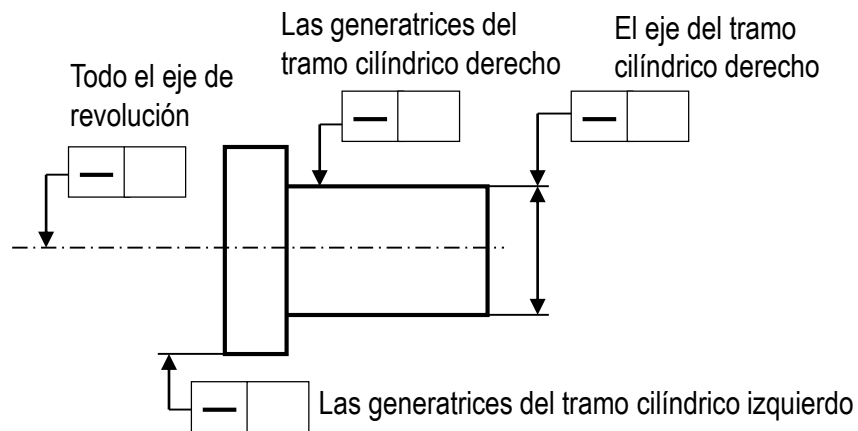 Todo el eje de
revolución
Las generatrices del
tramo cilíndrico derecho
El eje del tramo
cilíndrico derecho
Las generatrices del tramo cilíndrico izquierdo